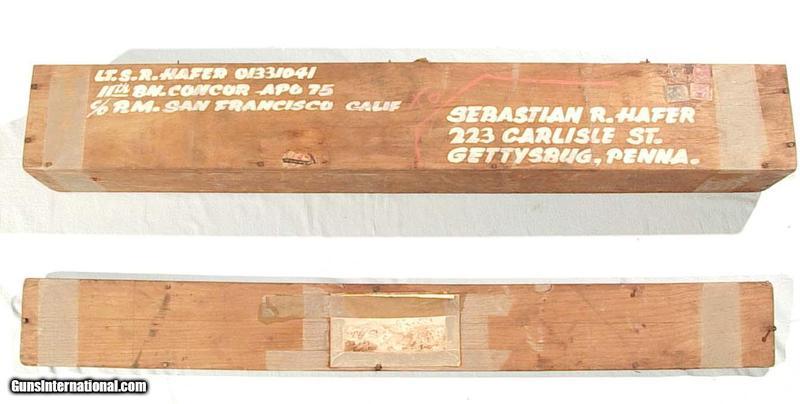 LT. S. R. HAFER 01331041
11th BN. CONCOR APO 75
c/o P.M. SAN FRANCISCO CALIF
SEBASTIAN R. HAFER
223 CARLISLE ST.
GETTYSBUG, PENNA.
GunsInternational.com